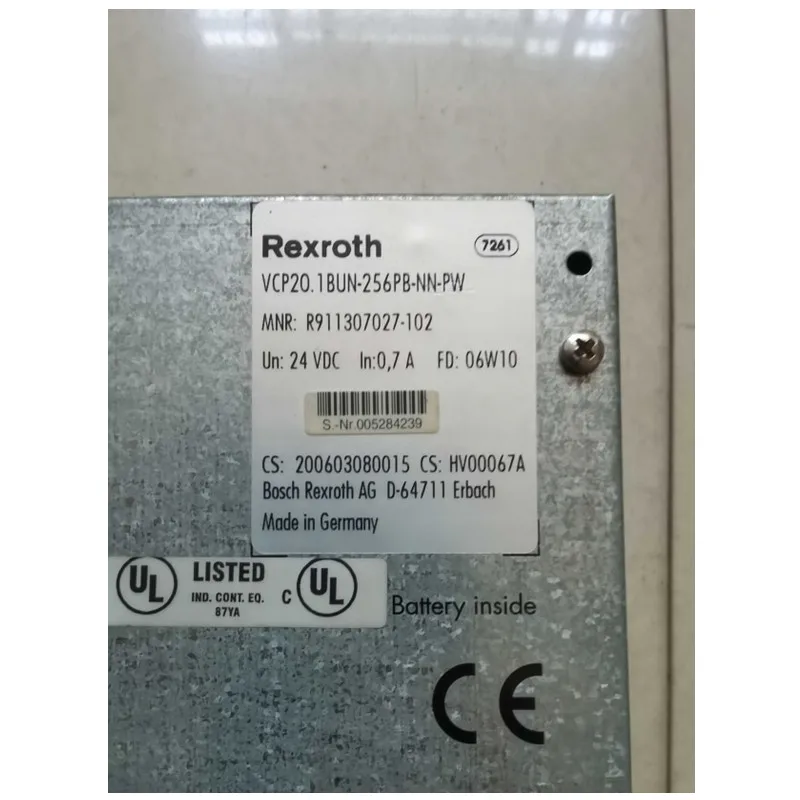 Rexroth 7261
VCP20.1BUN-256PB-NN-PW
MNR: R911307027-102
Un: 24 VDC In:0,7 A FD: 06W10
S.-Nr.005284239
CS: 200603080015 CS: HV00067A
Bosch Rexroth AG D-64711 Erbach
Made in Germany
UL LISTED C UL
IND. CONT. EQ.
87YA
Battery inside
CE